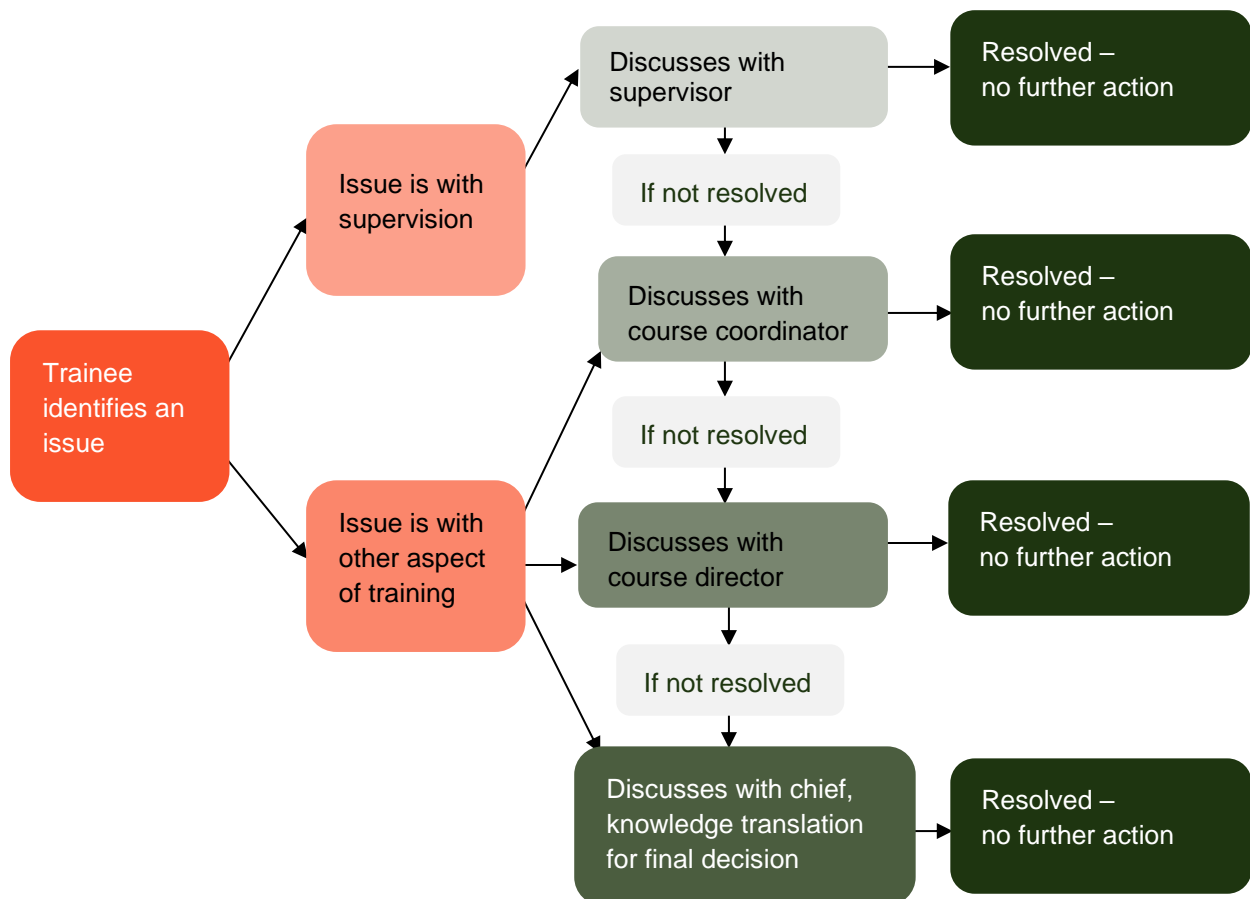 Discusses with
supervisor
Resolved –
no further action
Issue is with
supervision
If not resolved
Discusses with
course coordinator
Resolved –
no further action
Trainee
identifies an
issue
If not resolved
Issue is with
other aspect
of training
Discusses with
course director
Resolved –
no further action
If not resolved
Discusses with chief,
knowledge translation
for final decision
Resolved –
no further action